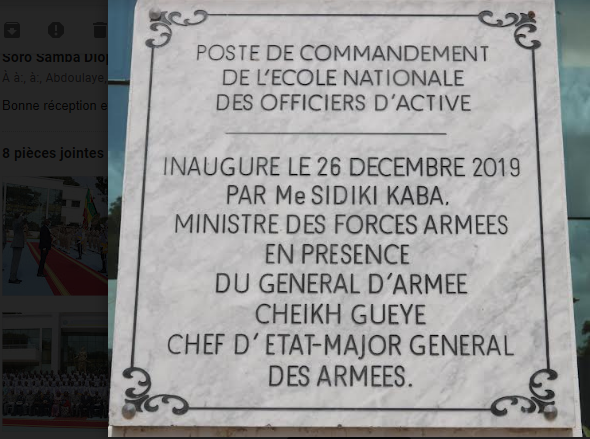 Soro Samba Diop
À à:, à:, Abdoulaye,
Bonne réception e
8 pièces jointes
POSTE DE COMMANDEMENT
DE L'ECOLE NATIONALE
DES OFFICIERS D'ACTIVE
INAUGURE LE 26 DECEMBRE 2019
PAR Me SIDIKI KABA.
MINISTRE DES FORCES ARMEES
EN PRESENCE
DU GENERAL D'ARMEE
CHEIKH GUEYE
CHEF D' ETAT-MAJOR GENERAL
DES ARMEES.